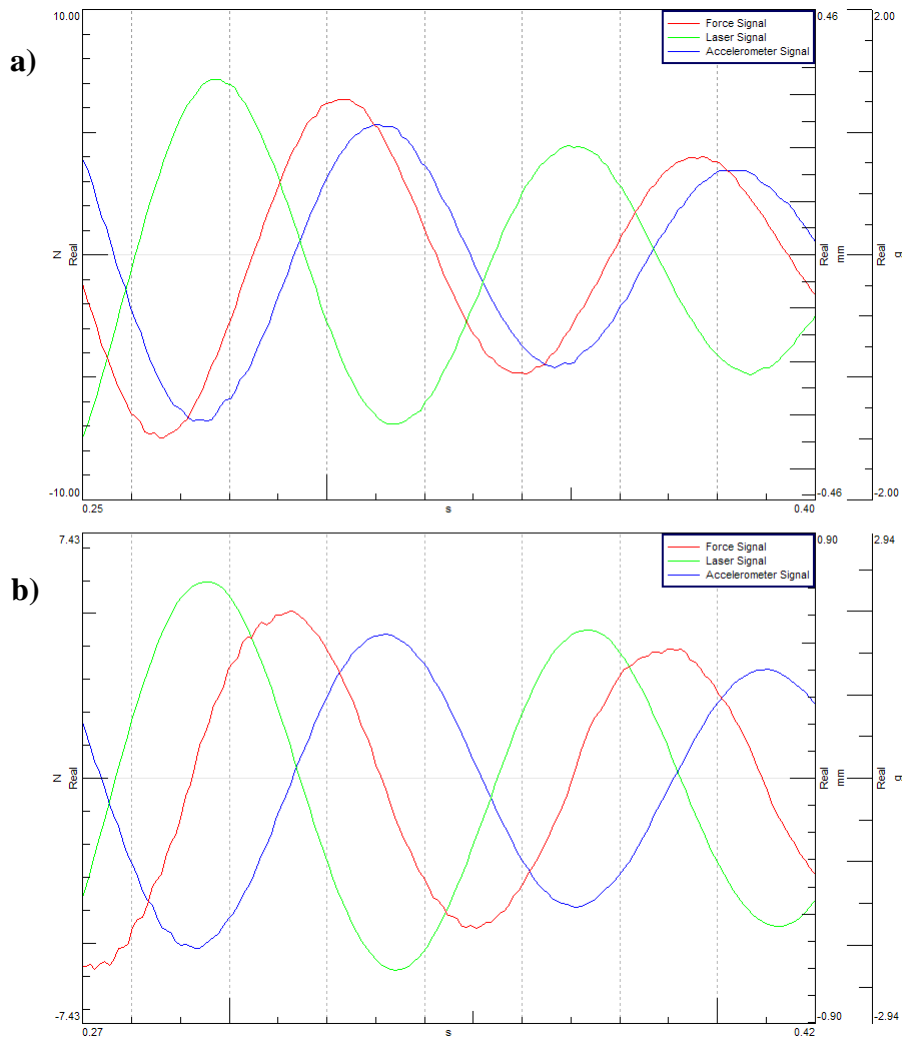 a)
10.00
Force Signal
Laser Signal
Accelerometer Signal
0.46
2.00
N
Real
Real
mm
Real
g
-10.00
-0.46
-2.00
0.25
s
0.40
b)
7.43
Force Signal
Laser Signal
Accelerometer Signal
0.90
2.94
N
Real
Real
mm
Real
g
-7.43
-0.90
-2.94
0.27
s
0.42